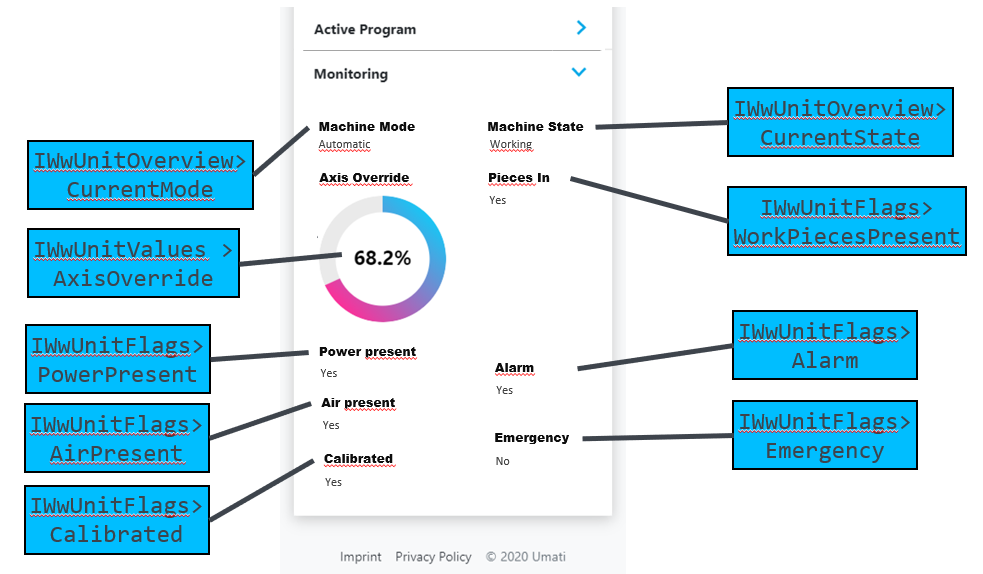 Active Program
Monitoring
IWwUnitOverview>
CurrentMode
Machine Mode
Automatic
Machine State
Working
IWwUnitOverview>
CurrentState
IWwUnitValues >
AxisOverride
Axis Override
68.2%
Pieces In
Yes
IWwUnitFlags>
WorkPiecesPresent
IWwUnitFlags>
PowerPresent
Power present
Yes
Alarm
Yes
IWwUnitFlags>
Alarm
IWwUnitFlags>
AirPresent
Air present
Yes
Emergency
No
IWwUnitFlags>
Emergency
IWwUnitFlags>
Calibrated
Calibrated
Yes
Imprint Privacy Policy © 2020 Umati